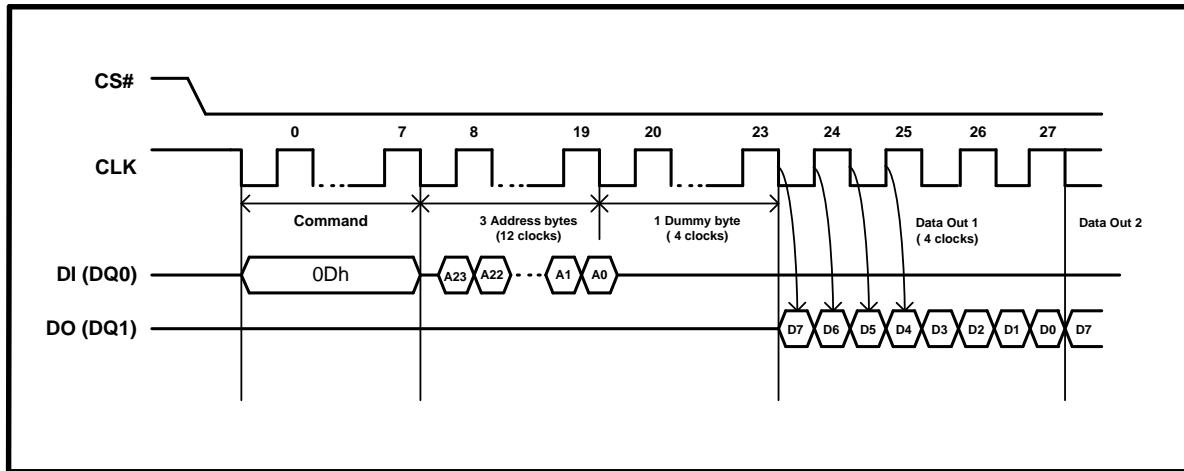 CS#
0 7 8 19 20 23 24 25 26 27
CLK
Command
3 Address bytes
(12 clocks)
1 Dummy byte
( 4 clocks)
Data Out 1
( 4 clocks)
Data Out 2
DI (DQ0)
0Dh
A23 A22 A1 A0
DO (DQ1)
D7 D6 D5 D4 D3 D2 D1 D0 D7